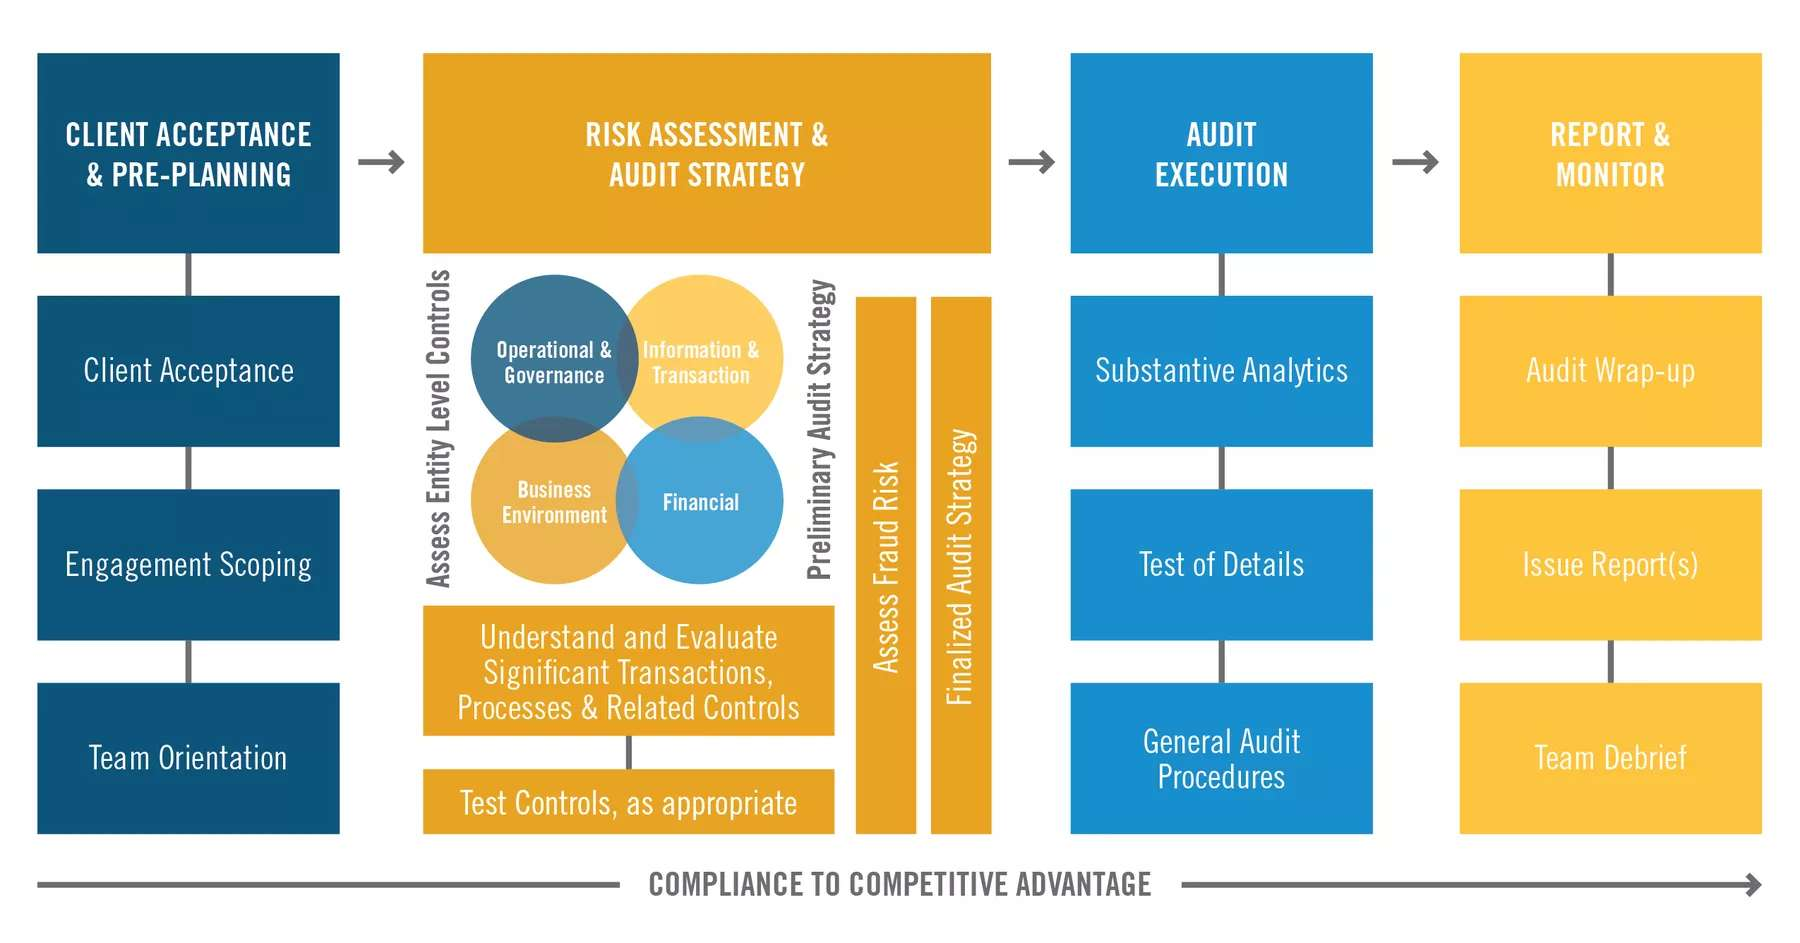 CLIENT ACCEPTANCE
& PRE-PLANNING
Client Acceptance
Engagement Scoping
Team Orientation
RISK ASSESSMENT &
AUDIT STRATEGY
Assess Entity Level Controls
Operational &
Governance
Information &
Transaction
Business
Environment
Financial
Preliminary Audit Strategy
Understand and Evaluate
Significant Transactions,
Processes & Related Controls
Test Controls, as appropriate
Assess Fraud Risk
Finalized Audit Strategy
AUDIT
EXECUTION
Substantive Analytics
Test of Details
General Audit
Procedures
REPORT &
MONITOR
Audit Wrap-up
Issue Report(s)
Team Debrief
COMPLIANCE TO COMPETITIVE ADVANTAGE